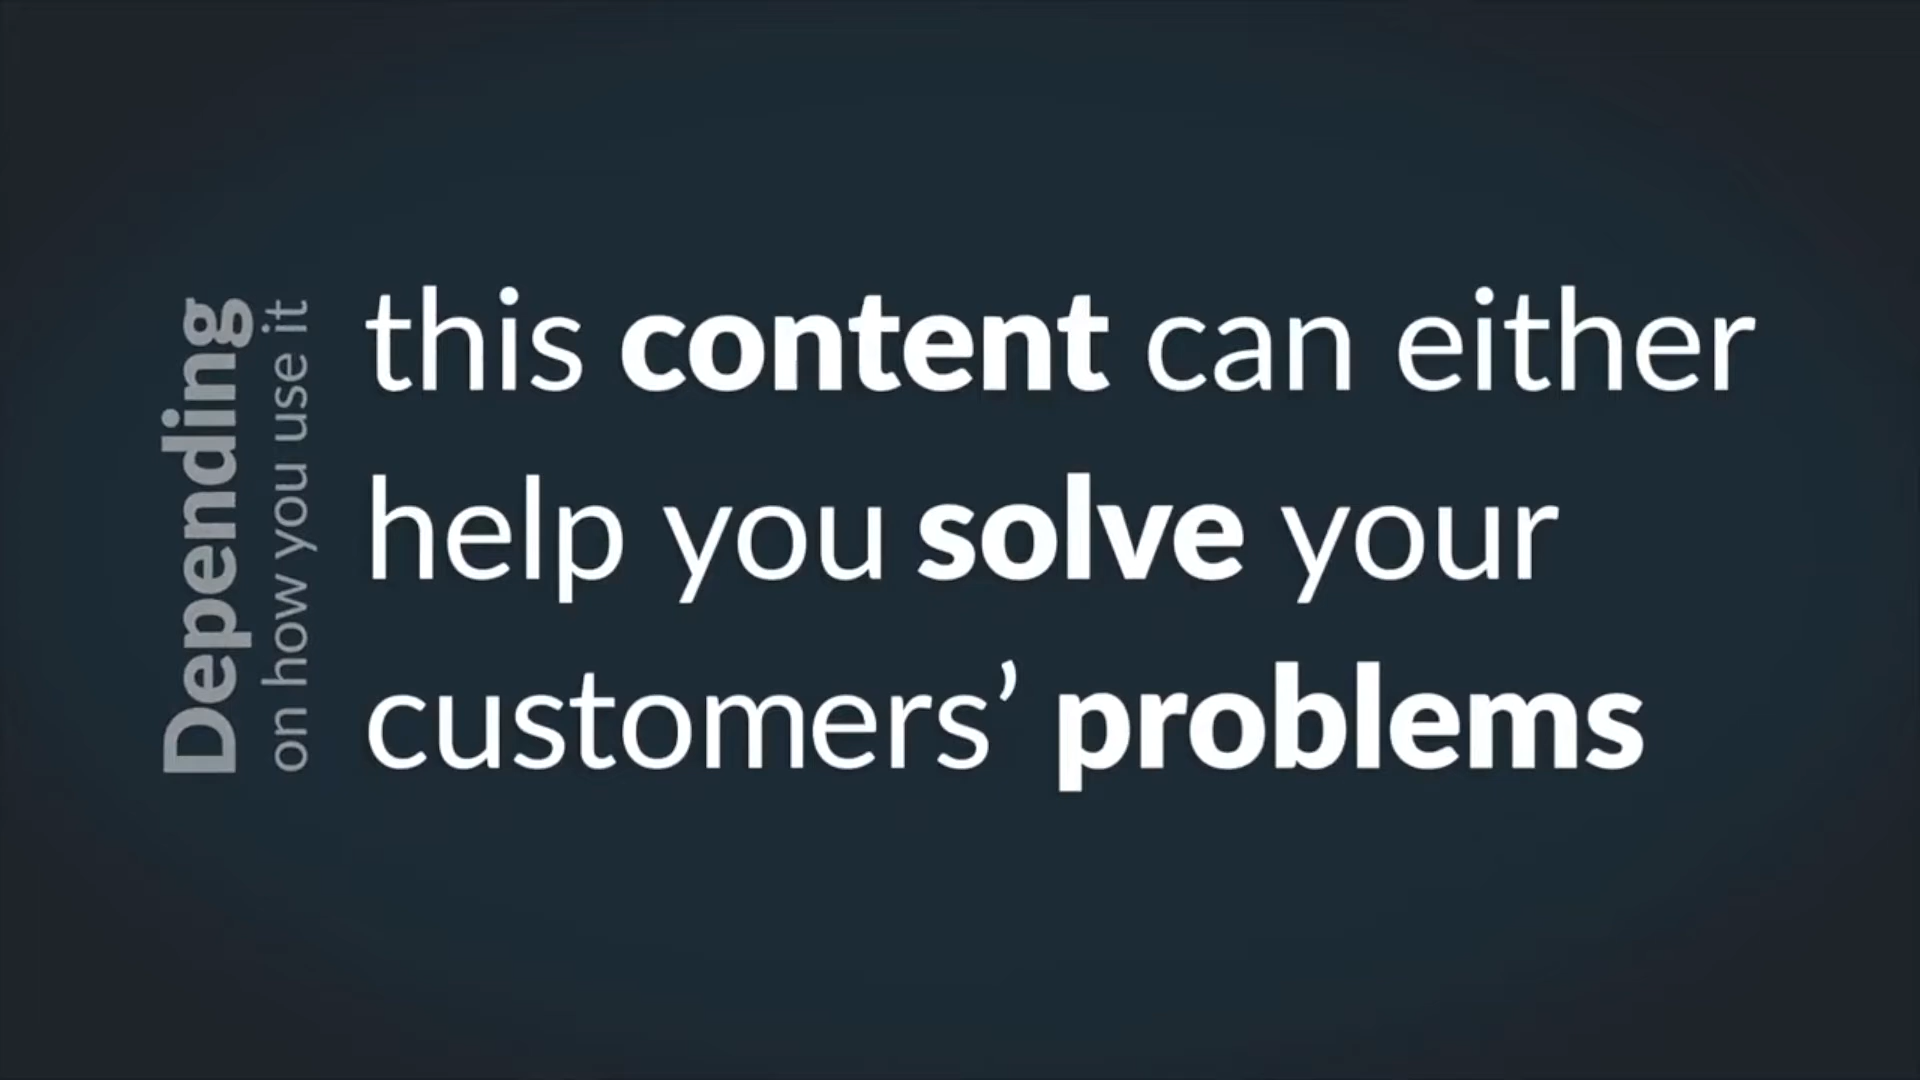 Depending
on how you use it
this content can either
help you solve your
customers’ problems